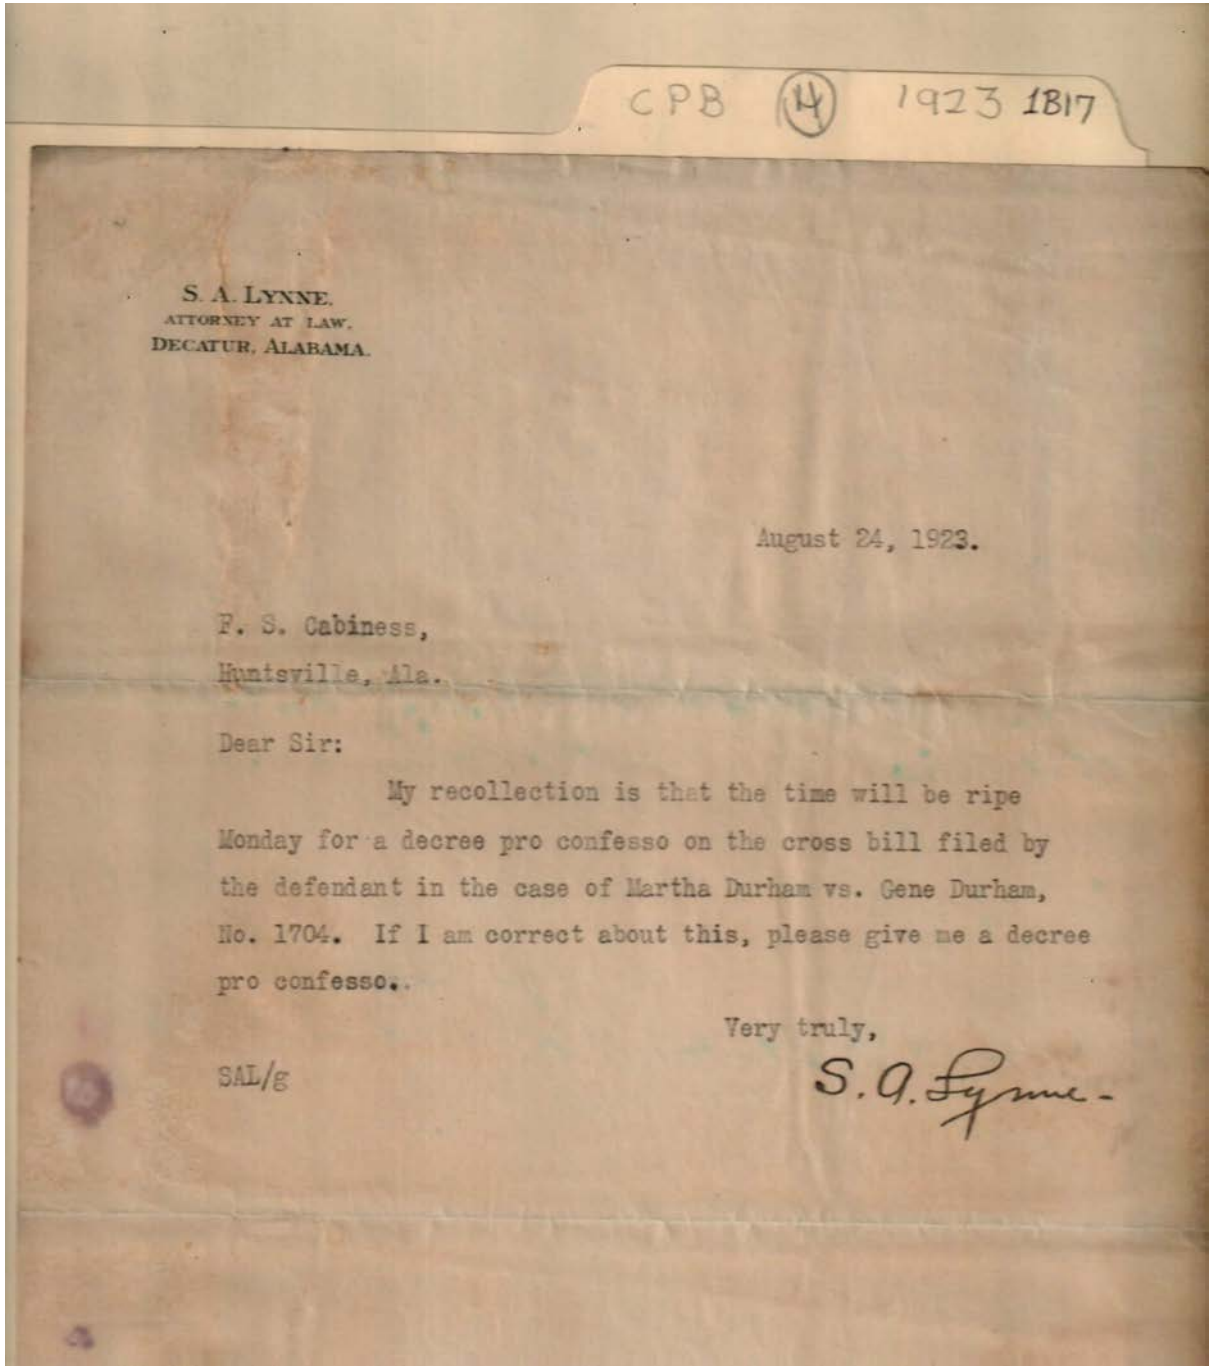 CPB 14 1923 1B17
S. A. LYNNE,
ATTORNEY AT LAW,
DECATUR, ALABAMA.
August 24, 1923.
F. S. Cabiness,
Huntsville, Ala.
Dear Sir:
My recollection is that the time will be ripe
Monday for a decree pro confesso on the cross bill filed by
the defendant in the case of Martha Durham vs. Gene Durham,
No. 1704. If I am correct about this, please give me a decree
pro confesso..
Very truly,
SAL/g
S. A. Lynne-